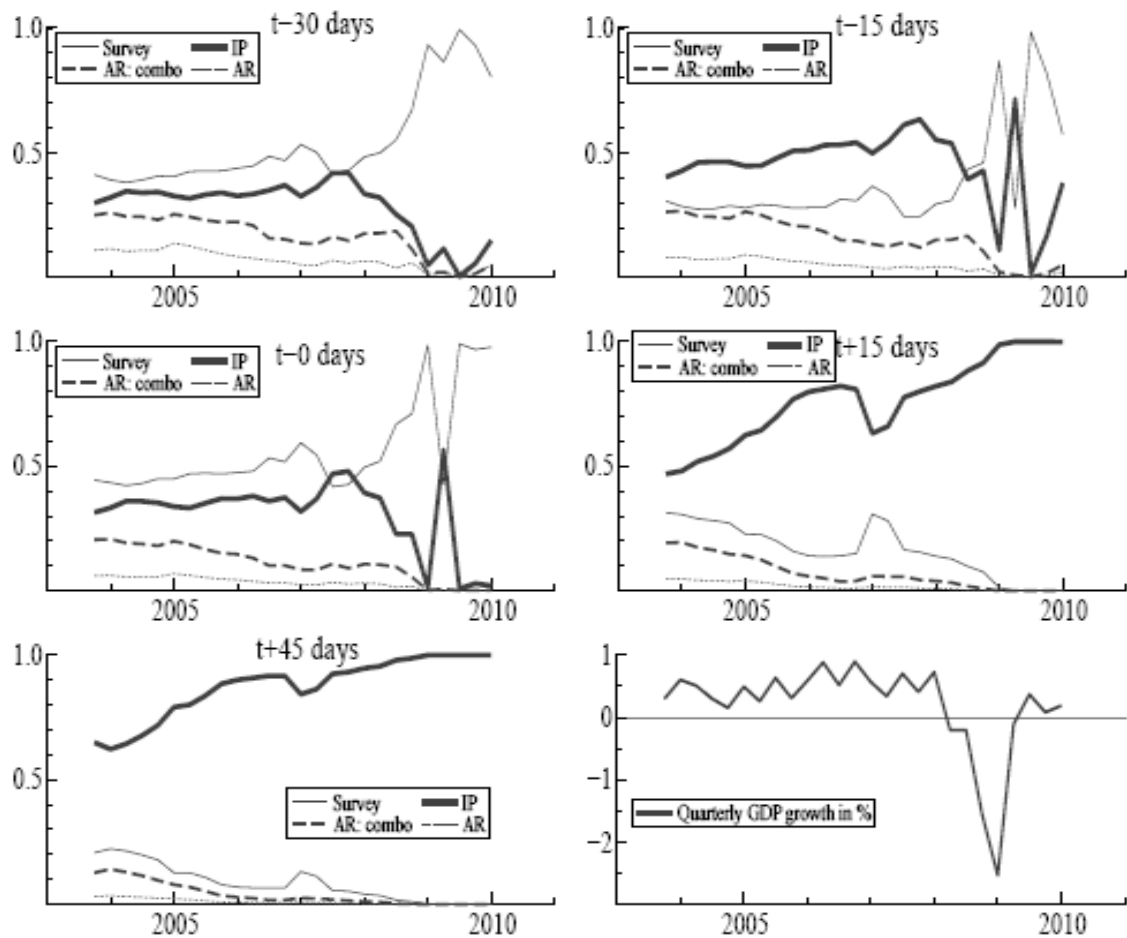 t−30 days
1.0
Survey IP
AR: combo AR
0.5
2005 2010
t−15 days
1.0
Survey IP
AR: combo AR
0.5
2005 2010
t−0 days
1.0
Survey IP
AR: combo AR
0.5
2005 2010
t+15 days
1.0
Survey IP
AR: combo AR
0.5
2005 2010
t+45 days
1.0
0.5
Survey IP
AR: combo AR
2005 2010
1
0
−1
Quarterly GDP growth in %
−2
2005 2010